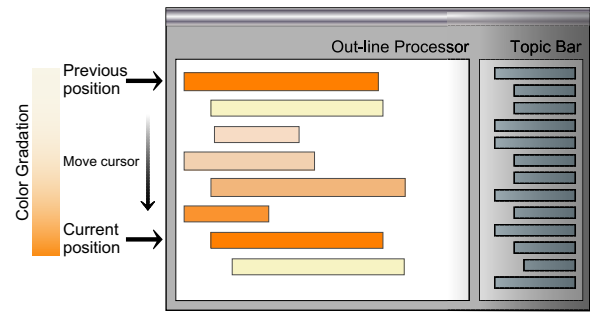 Out-line Processor
Topic Bar
Color Gradation
Previous
position
Move cursor
Current
position